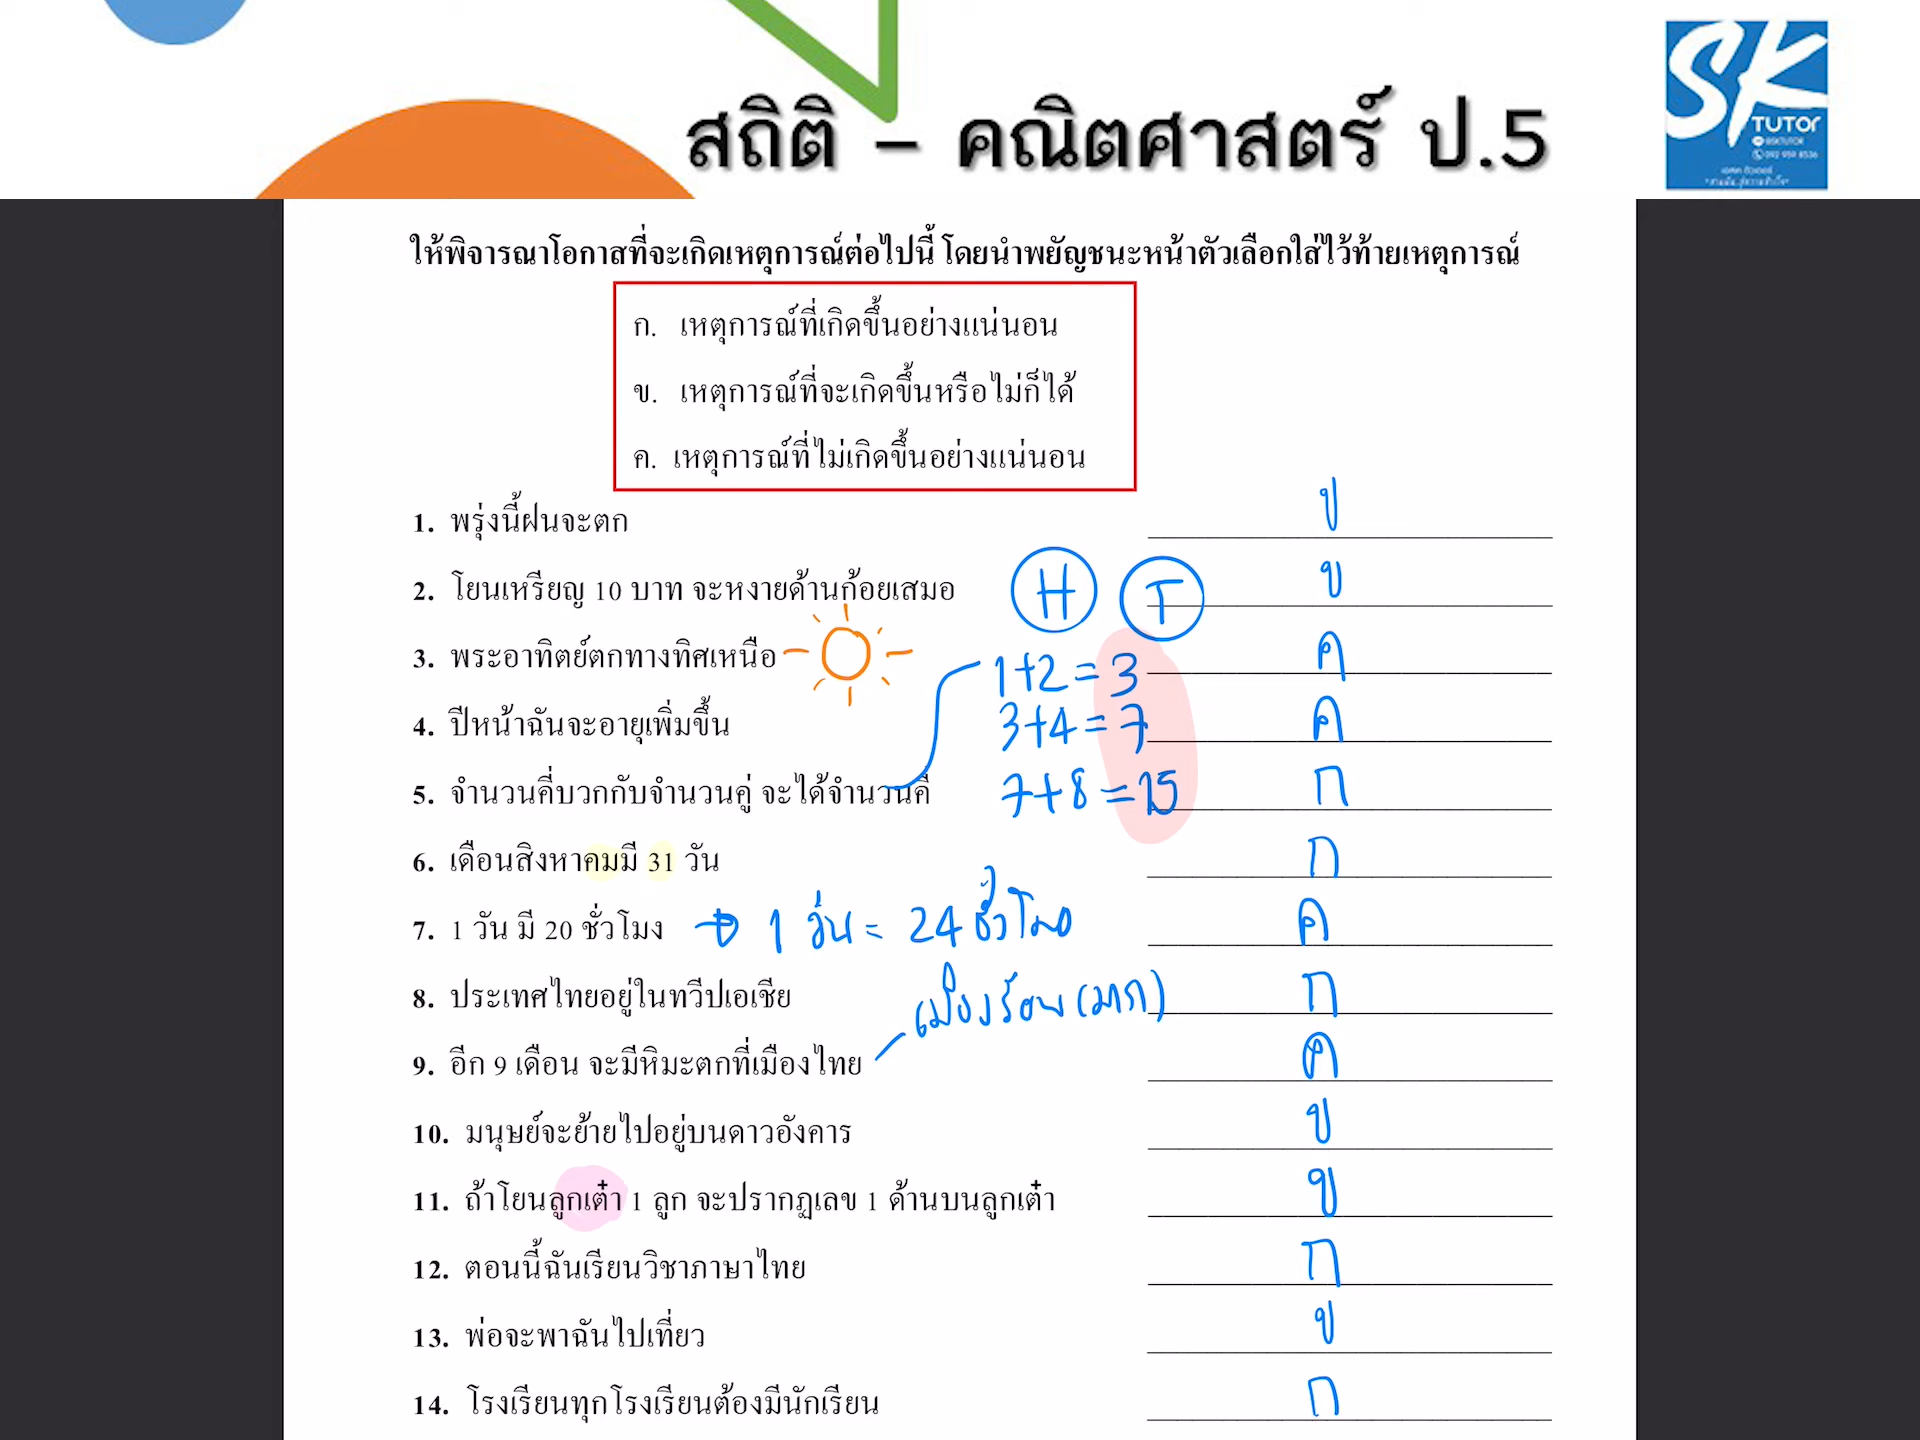 สถิติ – คณิตศาสตร์ ป.5
SK
TUTOR
@SKTUTOR
092 959 8536
เอสเค ติวเตอร์
ให้พิจารณาโอกาสที่จะเกิดเหตุการณ์ต่อไปนี้ โดยนำพยัญชนะหน้าตัวเลือกใส่ไว้ท้ายเหตุการณ์
ก. เหตุการณ์ที่เกิดขึ้นอย่างแน่นอน
ข. เหตุการณ์ที่จะเกิดขึ้นหรือไม่ก็ได้
ค. เหตุการณ์ที่ไม่เกิดขึ้นอย่างแน่นอน
1. พรุ่งนี้ฝนจะตก ข
2. โยนเหรียญ 10 บาท จะหงายด้านก้อยเสมอ H T ข
3. พระอาทิตย์ตกทางทิศเหนือ 1+2=3 ค
4. ปีหน้าฉันจะอายุเพิ่มขึ้น 3+4=7 ค
5. จำนวนคี่บวกกับจำนวนคู่ จะได้จำนวนคี่ 7+8=15 ก
6. เดือนสิงหาคมมี 31 วัน ก
7. 1 วัน มี 20 ชั่วโมง → 1 วัน = 24 ชั่วโมง ค
8. ประเทศไทยอยู่ในทวีปเอเชีย ก
เมืองร้อน (มาก)
9. อีก 9 เดือน จะมีหิมะตกที่เมืองไทย ค
10. มนุษย์จะย้ายไปอยู่บนดาวอังคาร ข
11. ถ้าโยนลูกเต๋า 1 ลูก จะปรากฏเลข 1 ด้านบนลูกเต๋า ข
12. ตอนนี้ฉันเรียนวิชาภาษาไทย ก
13. พ่อจะพาฉันไปเที่ยว ข
14. โรงเรียนทุกโรงเรียนต้องมีนักเรียน ก